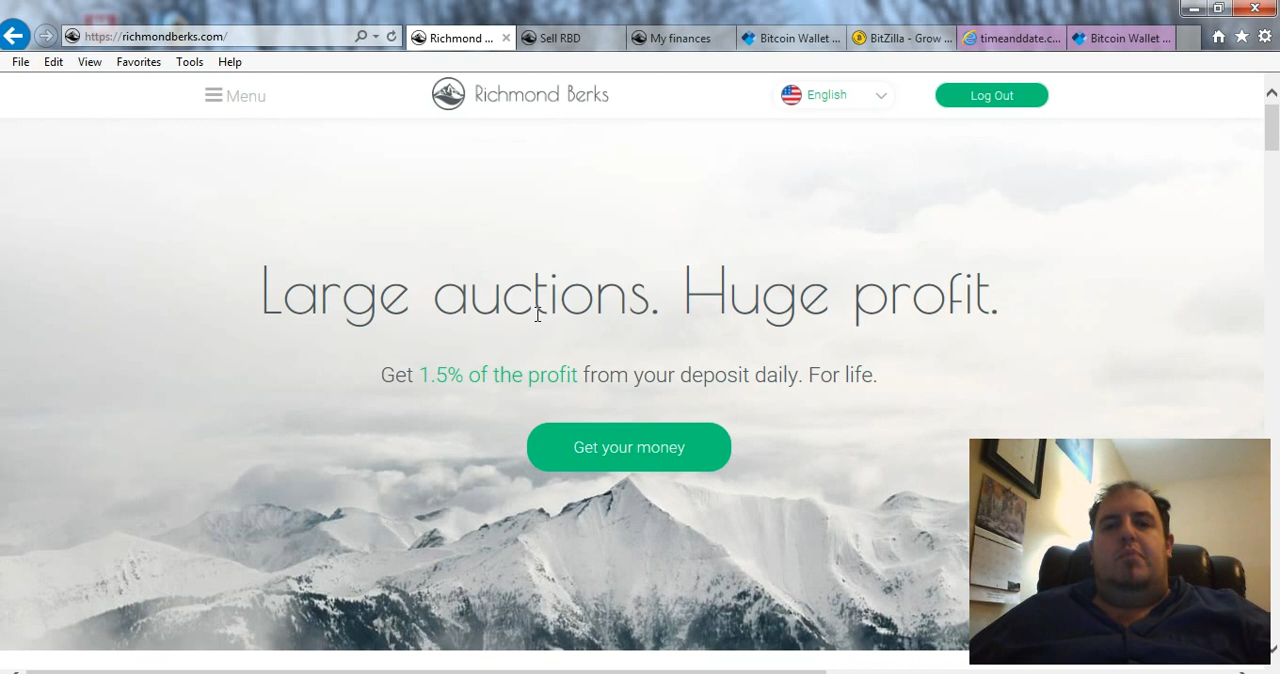 https://richmondberks.com/
Richmond ...
Sell RBD
My finances
Bitcoin Wallet ...
BitZilla - Grow ...
timeanddate.c...
Bitcoin Wallet ...
File Edit View Favorites Tools Help
Menu
Richmond Berks
English
Log Out
Large auctions. Huge profit.
Get 1.5% of the profit from your deposit daily. For life.
Get your money